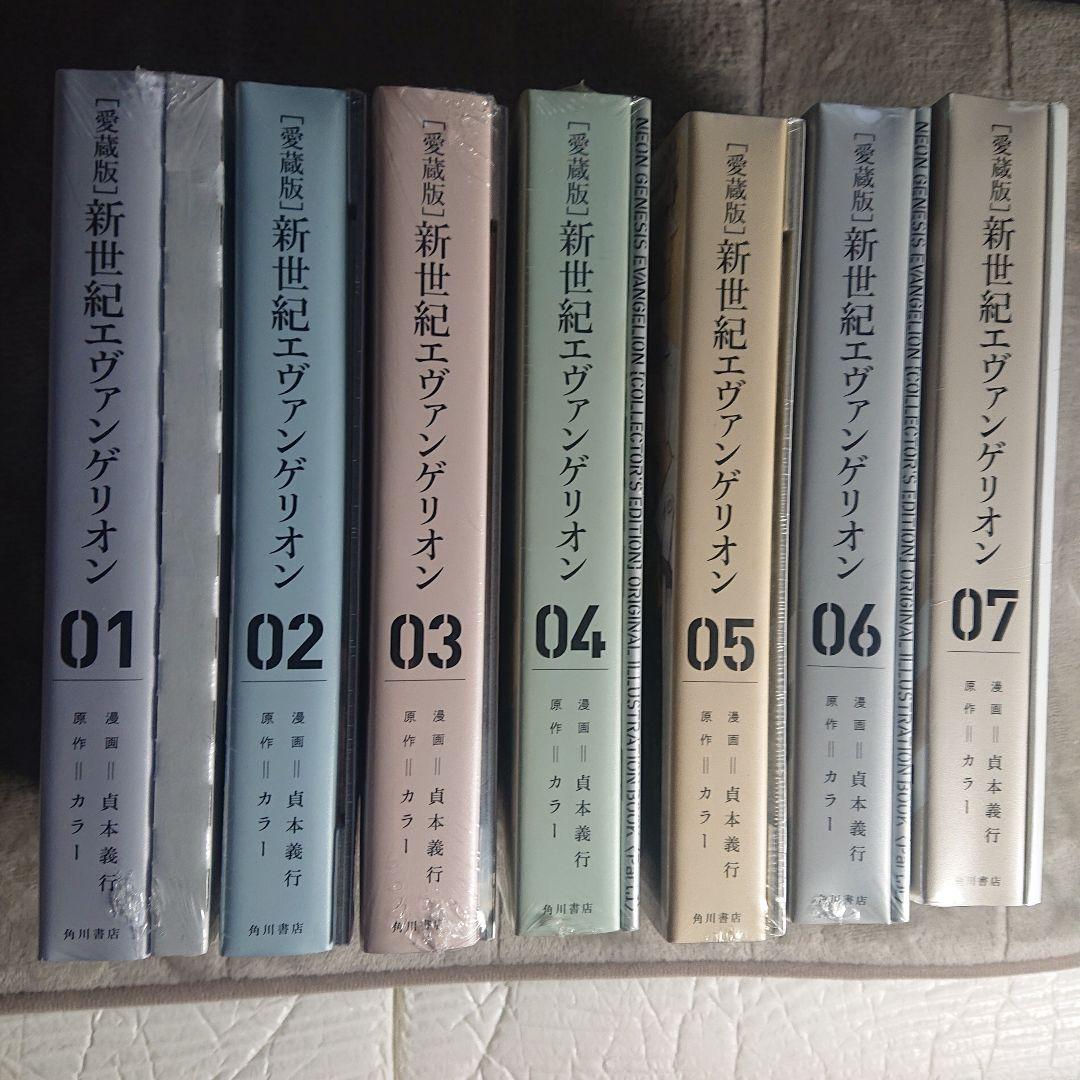 [愛蔵版]新世紀エヴァンゲリオン
01
漫画=貞本義行
原作=カラー
角川書店
[愛蔵版]新世紀エヴァンゲリオン
02
漫画=貞本義行
原作=カラー
角川書店
[愛蔵版]新世紀エヴァンゲリオン
03
漫画=貞本義行
原作=カラー
角川書店
[愛蔵版]新世紀エヴァンゲリオン
04
漫画=貞本義行
原作=カラー
角川書店
NEON GENESIS EVANGELION [COLLECTOR'S EDITION] ORIGINAL ILLUSTRATION BOOK
[愛蔵版]新世紀エヴァンゲリオン
05
漫画=貞本義行
原作=カラー
角川書店
[愛蔵版]新世紀エヴァンゲリオン
06
漫画=貞本義行
原作=カラー
角川書店
NEON GENESIS EVANGELION [COLLECTOR'S EDITION] ORIGINAL ILLUSTRATION BOOK
[愛蔵版]新世紀エヴァンゲリオン
07
漫画=貞本義行
原作=カラー
角川書店